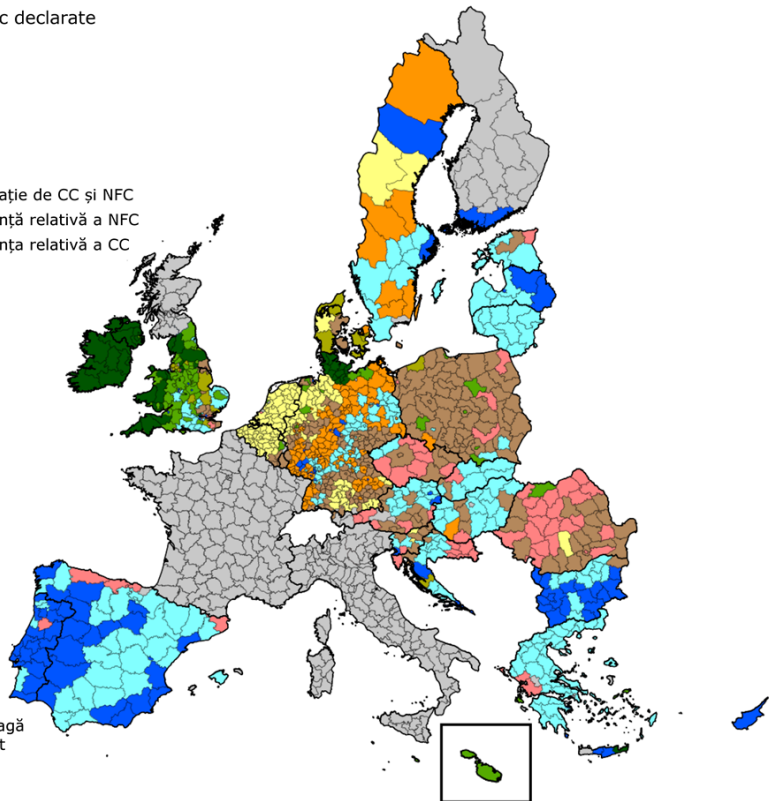 c declarate
ație de CC și NFC
nță relativă a NFC
nța relativă a CC
agă
t